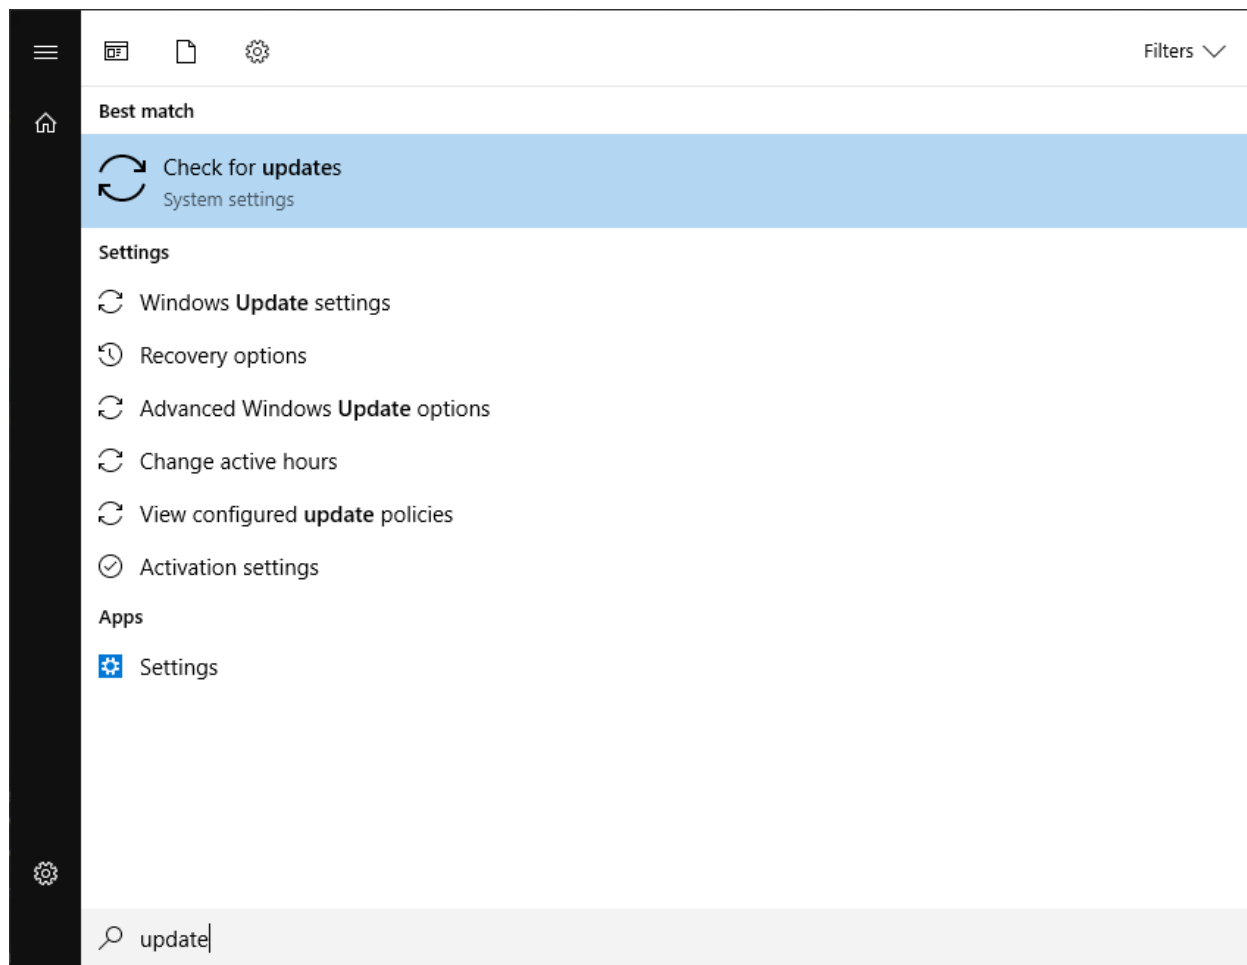 Filters
Best match
Check for updates
System settings
Settings
Windows Update settings
Recovery options
Advanced Windows Update options
Change active hours
View configured update policies
Activation settings
Apps
Settings
update